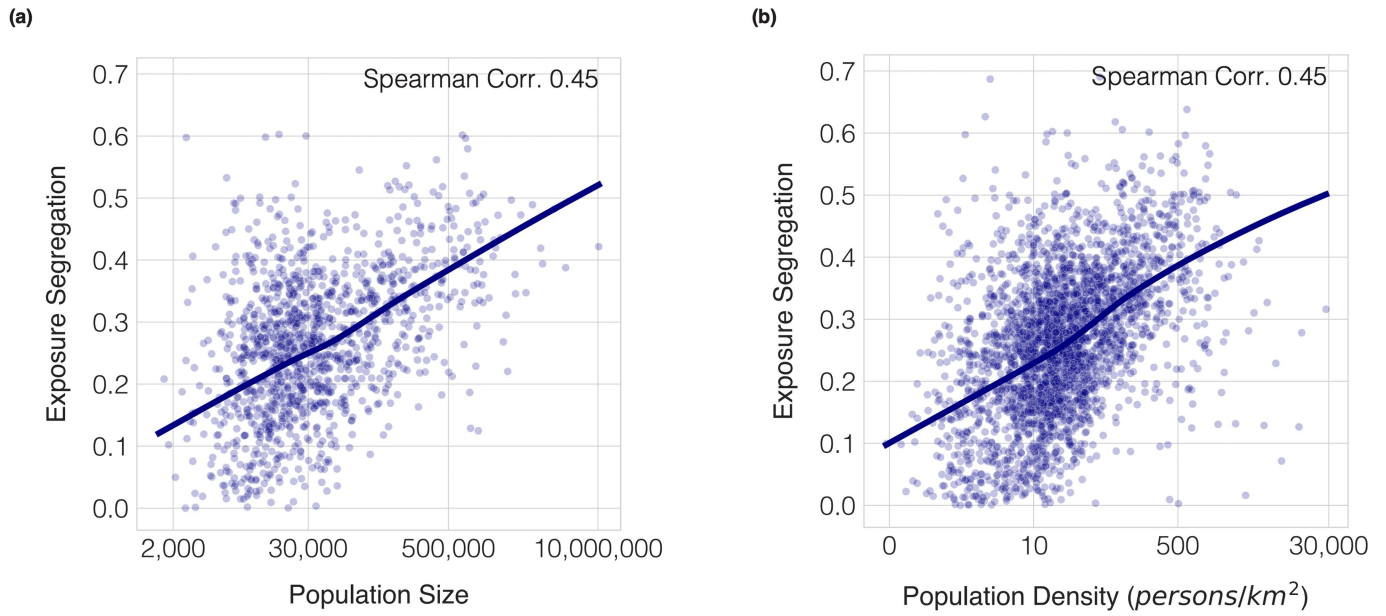 (a)
Spearman Corr. 0.45
0.7
0.6
0.5
0.4
0.3
0.2
0.1
0.0
Exposure Segregation
2,000 30,000 500,000 10,000,000
Population Size
(b)
Spearman Corr. 0.45
0.7
0.6
0.5
0.4
0.3
0.2
0.1
0.0
Exposure Segregation
0 10 500 30,000
Population Density (persons/km²)